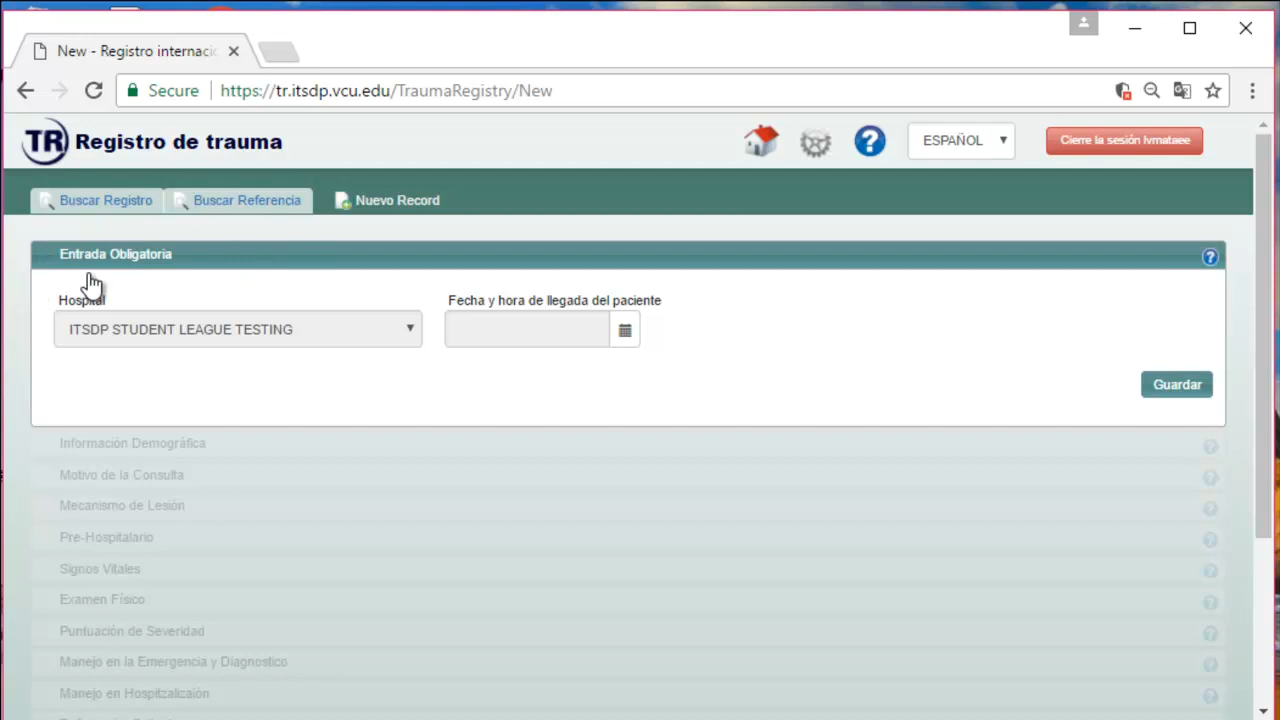 New - Registro internaci
Secure
https://tr.itsdp.vcu.edu/TraumaRegistry/New
TR Registro de trauma
ESPAÑOL
Cierre la sesión lvmataee
Buscar Registro
Buscar Referencia
Nuevo Record
Entrada Obligatoria
Hospital
Fecha y hora de llegada del paciente
ITSDP STUDENT LEAGUE TESTING
Guardar
Información Demográfica
Motivo de la Consulta
Mecanismo de Lesión
Pre-Hospitalario
Signos Vitales
Examen Físico
Puntuación de Severidad
Manejo en la Emergencia y Diagnostico
Manejo en Hospitzalizaión